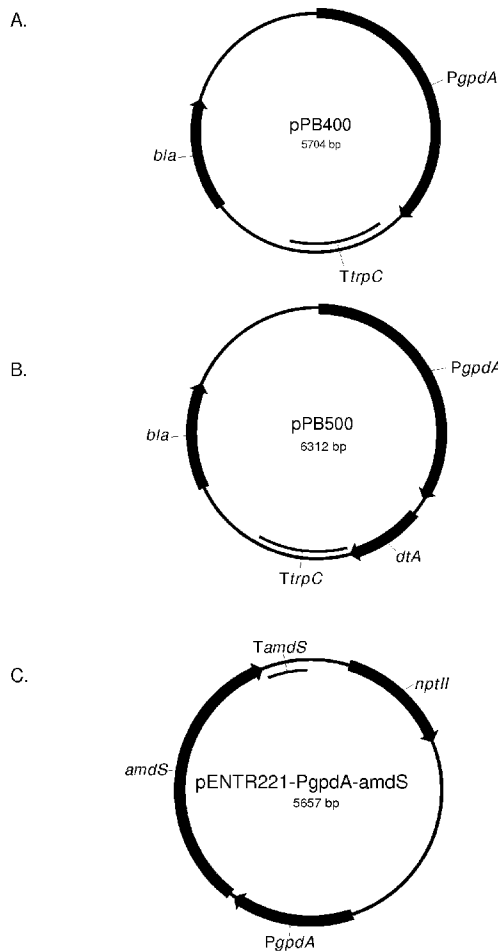 A.
PgpdA
pPB400
5704 bp
bla
TtrpC
B.
PgpdA
pPB500
6312 bp
bla
dtA
TtrpC
C.
TamdS
nptII
amdS
pENTR221-PgpdA-amdS
5657 bp
PgpdA